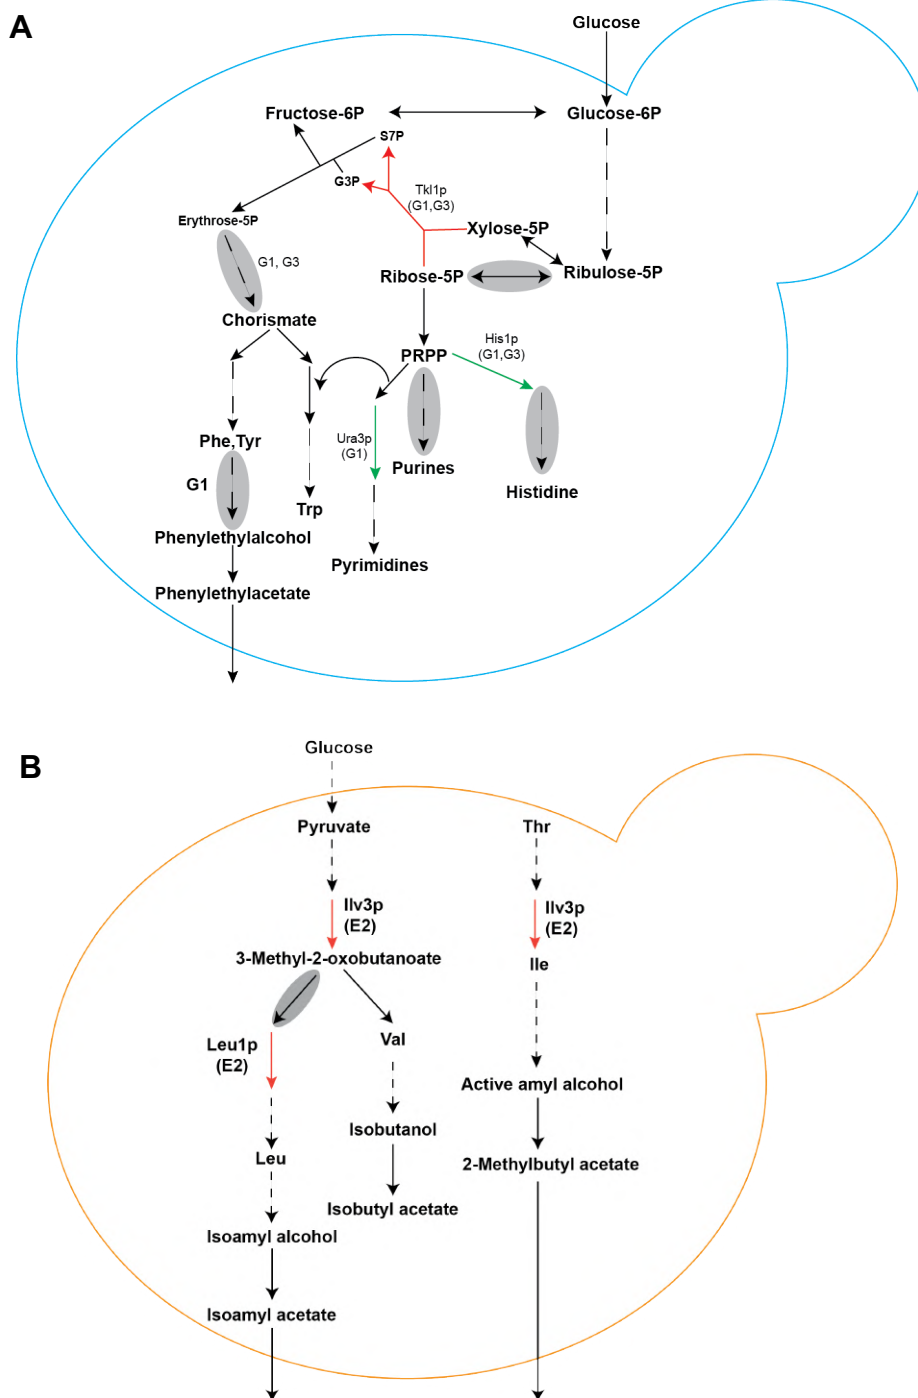 A
Glucose
Fructose-6P
Glucose-6P
S7P
G3P
Tkl1p
(G1,G3)
Erythrose-5P
Xylose-5P
G1, G3
Ribose-5P
Ribulose-5P
Chorismate
His1p
(G1,G3)
PRPP
Phe,Tyr
Ura3p
(G1)
Purines
G1
Histidine
Trp
Phenylethylalcohol
Pyrimidines
Phenylethylacetate
B
Glucose
Pyruvate
Thr
Ilv3p
(E2)
Ilv3p
(E2)
3-Methyl-2-oxobutanoate
Ile
Leu1p
(E2)
Val
Active amyl alcohol
Isobutanol
Leu
2-Methylbutyl acetate
Isobutyl acetate
Isoamyl alcohol
Isoamyl acetate